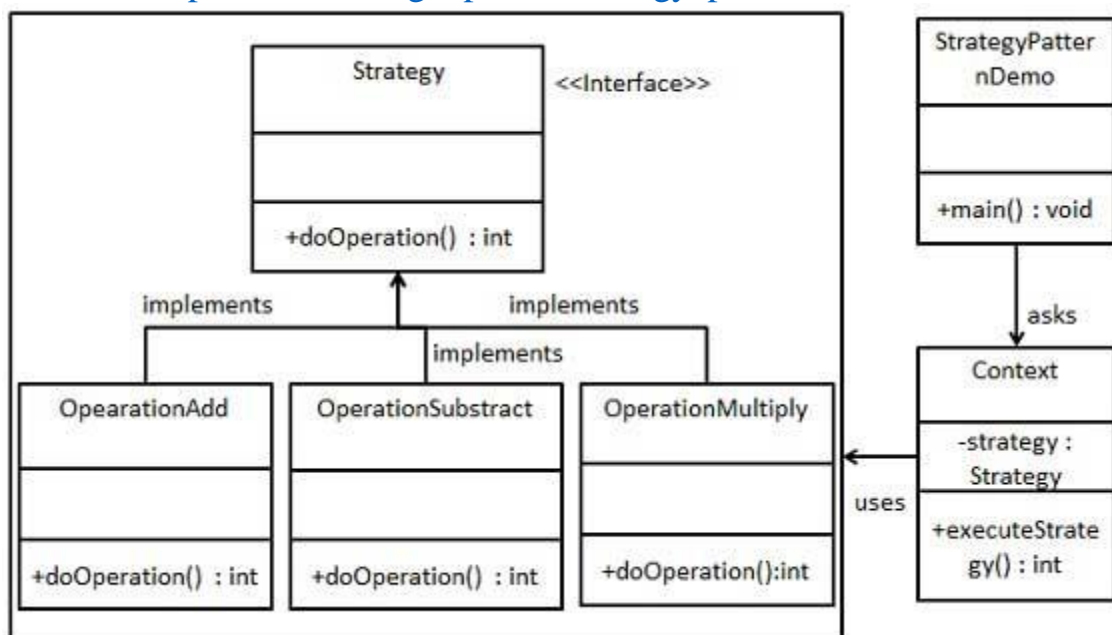 Strategy
<<Interface>>
+doOperation() : int
implements
implements
implements
OpearationAdd
+doOperation() : int
OperationSubstract
+doOperation() : int
OperationMultiply
+doOperation():int
StrategyPatter
nDemo
+main() : void
asks
Context
-strategy :
Strategy
+executeStrate
gy() : int
uses